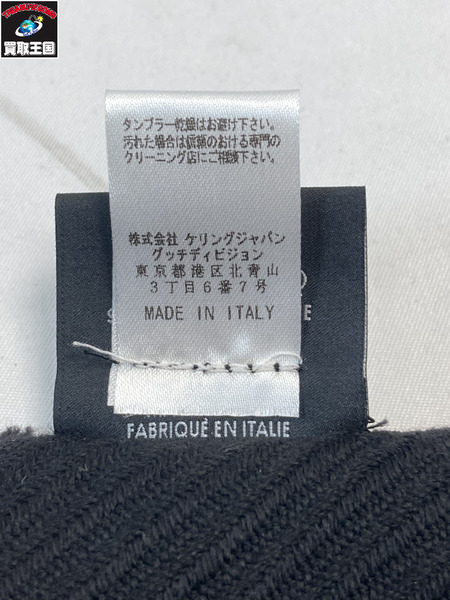 買取王国
タンブラー乾燥はお避け下さい。
汚れた場合は信頼のおける専門の
クリーニング店にご相談下さい。
株式会社 ケリングジャパン
グッチディビジョン
東京都港区北青山
3丁目6番7号
MADE IN ITALY
FABRIQUÉ EN ITALIE